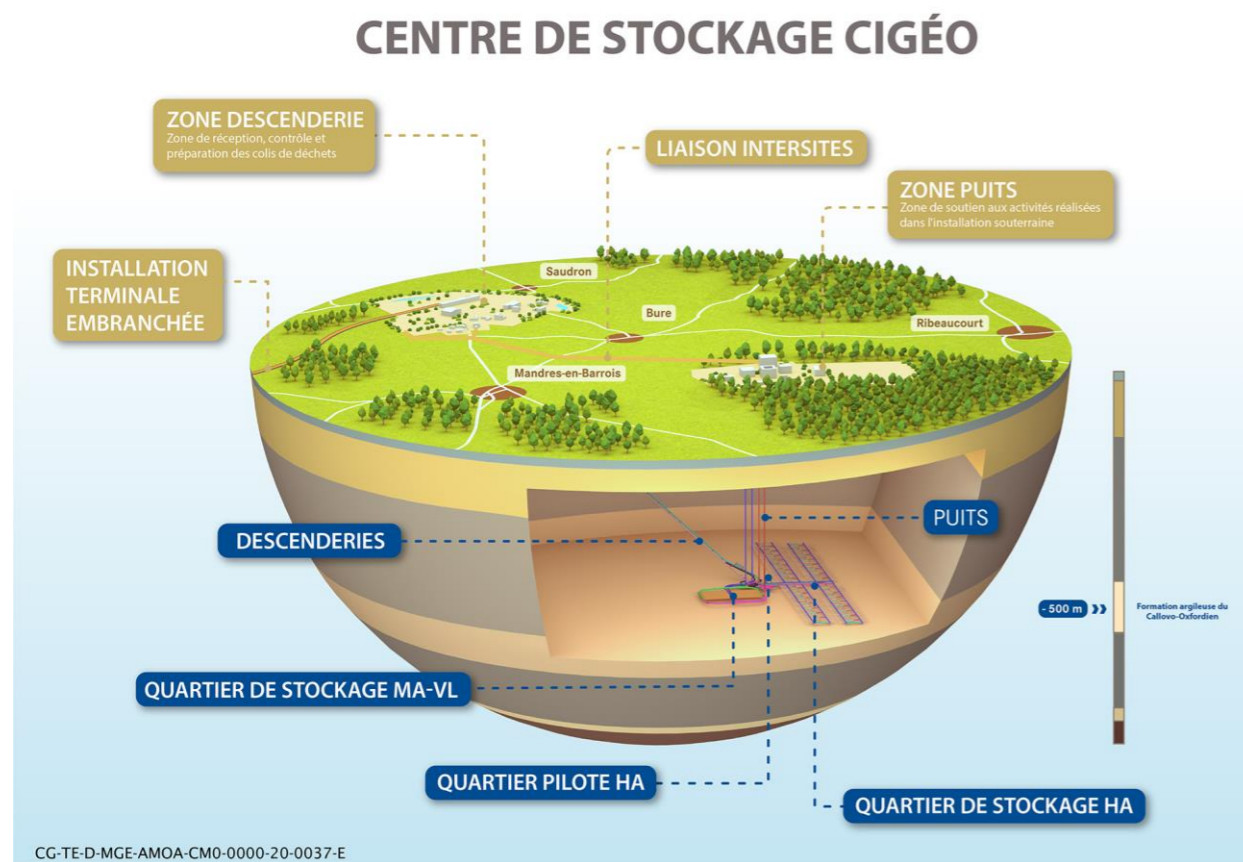 CENTRE DE STOCKAGE CIGÉO
ZONE DESCENDERIE
Zone de réception, contrôle et
préparation des colis de déchets
LIAISON INTERSITES
ZONE PUITS
Zone de soutien aux activités réalisées
dans l'installation souterraine
INSTALLATION
TERMINALE
EMBRANCHÉE
Saudron
Bure
Ribeaucourt
Mandres-en-Barrois
DESCENDERIES
PUITS
- 500 m
Formation argileuse du
Callovo-Oxfordien
QUARTIER DE STOCKAGE MA-VL
QUARTIER PILOTE HA
QUARTIER DE STOCKAGE HA
CG-TE-D-MGE-AMOA-CM0-0000-20-0037-E